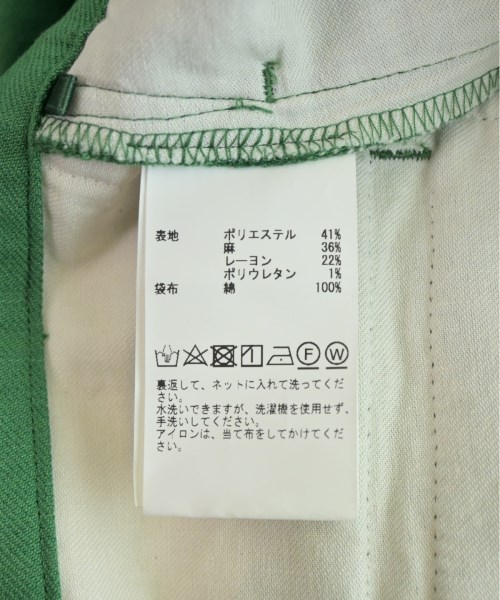 表地 ポリエステル 41%
麻 36%
レーヨン 22%
ポリウレタン 1%
袋布 綿 100%
F W
裏返して、ネットに入れて洗ってくだ
さい。
水洗いできますが、洗濯機を使用せず、
手洗いしてください。
アイロンは、当て布をしてかけてくだ
さい。